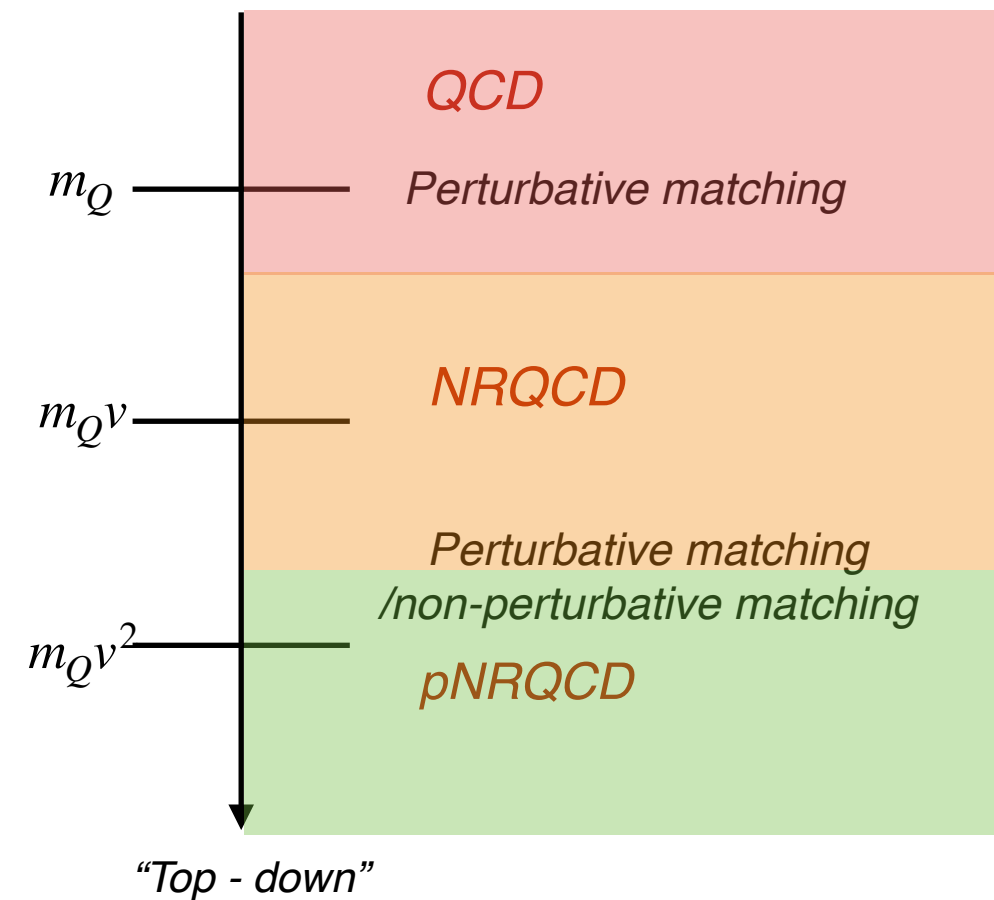 QCD
m_Q
Perturbative matching
NRQCD
m_Q v
Perturbative matching
/non-perturbative matching
m_Q v^2
pNRQCD
“Top - down”